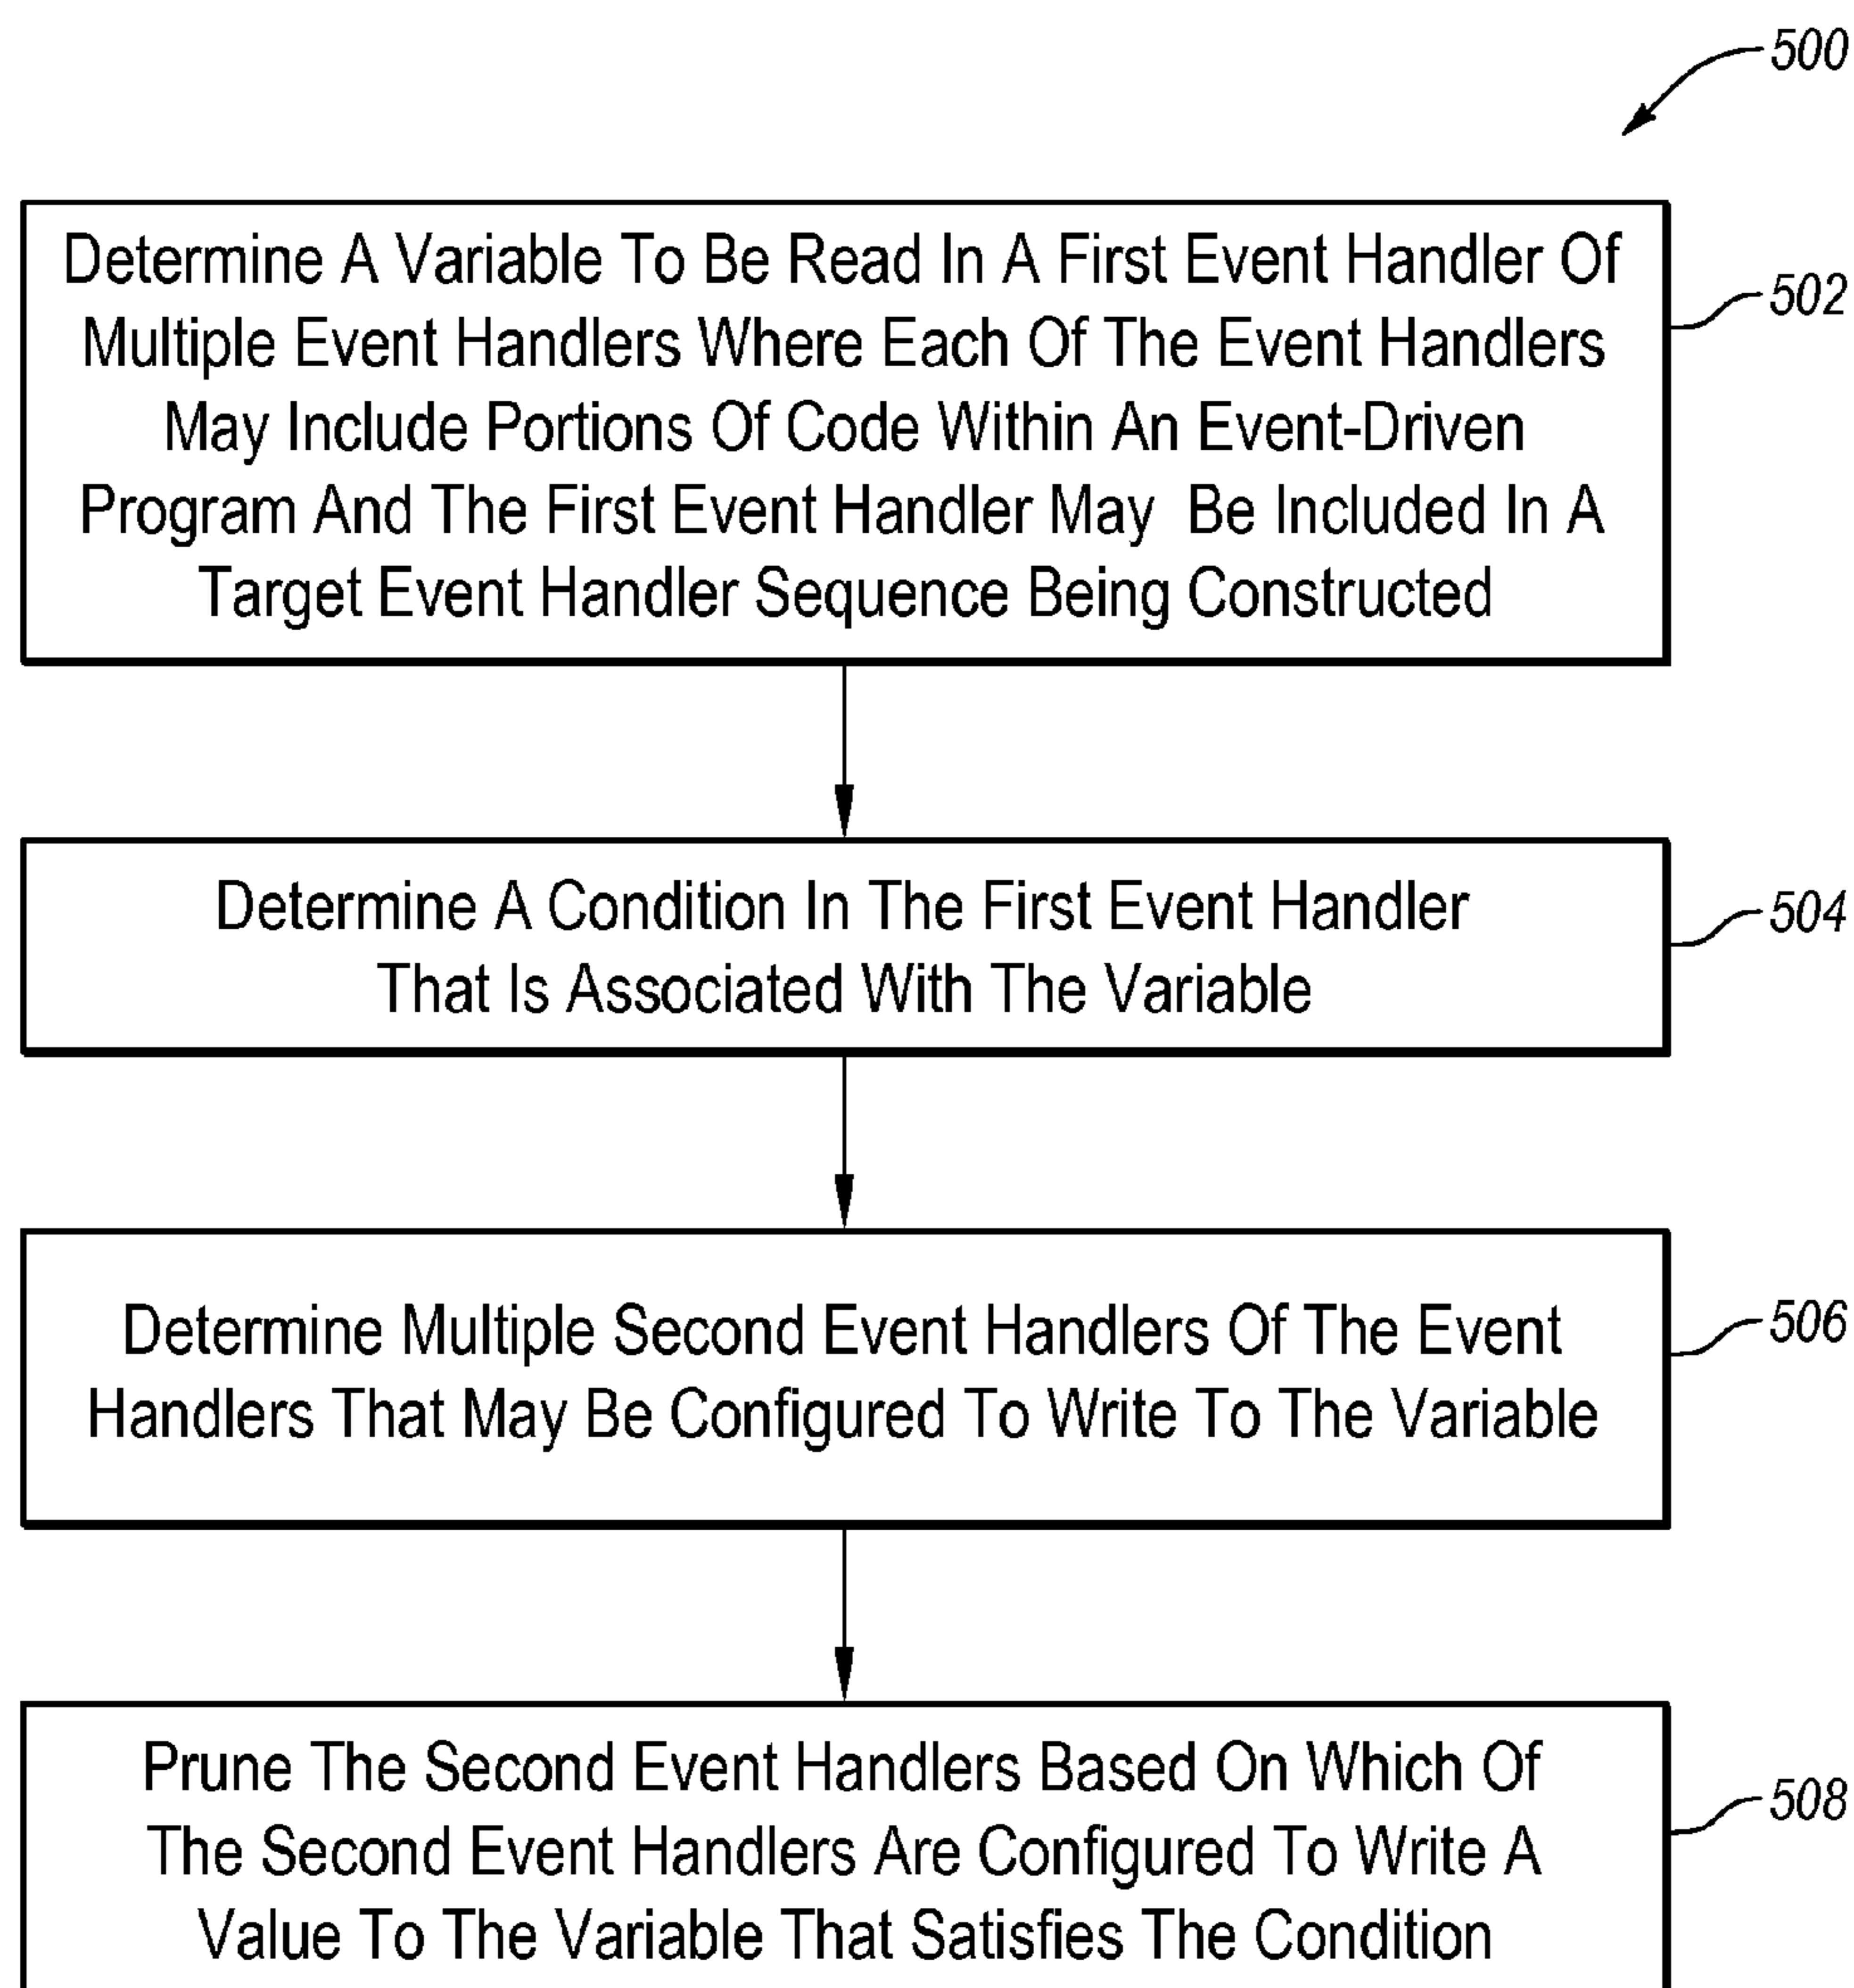 500
Determine A Variable To Be Read In A First Event Handler Of
Multiple Event Handlers Where Each Of The Event Handlers
May Include Portions Of Code Within An Event-Driven
Program And The First Event Handler May Be Included In A
Target Event Handler Sequence Being Constructed
502
Determine A Condition In The First Event Handler
That Is Associated With The Variable
504
Determine Multiple Second Event Handlers Of The Event
Handlers That May Be Configured To Write To The Variable
506
Prune The Second Event Handlers Based On Which Of
The Second Event Handlers Are Configured To Write A
Value To The Variable That Satisfies The Condition
508